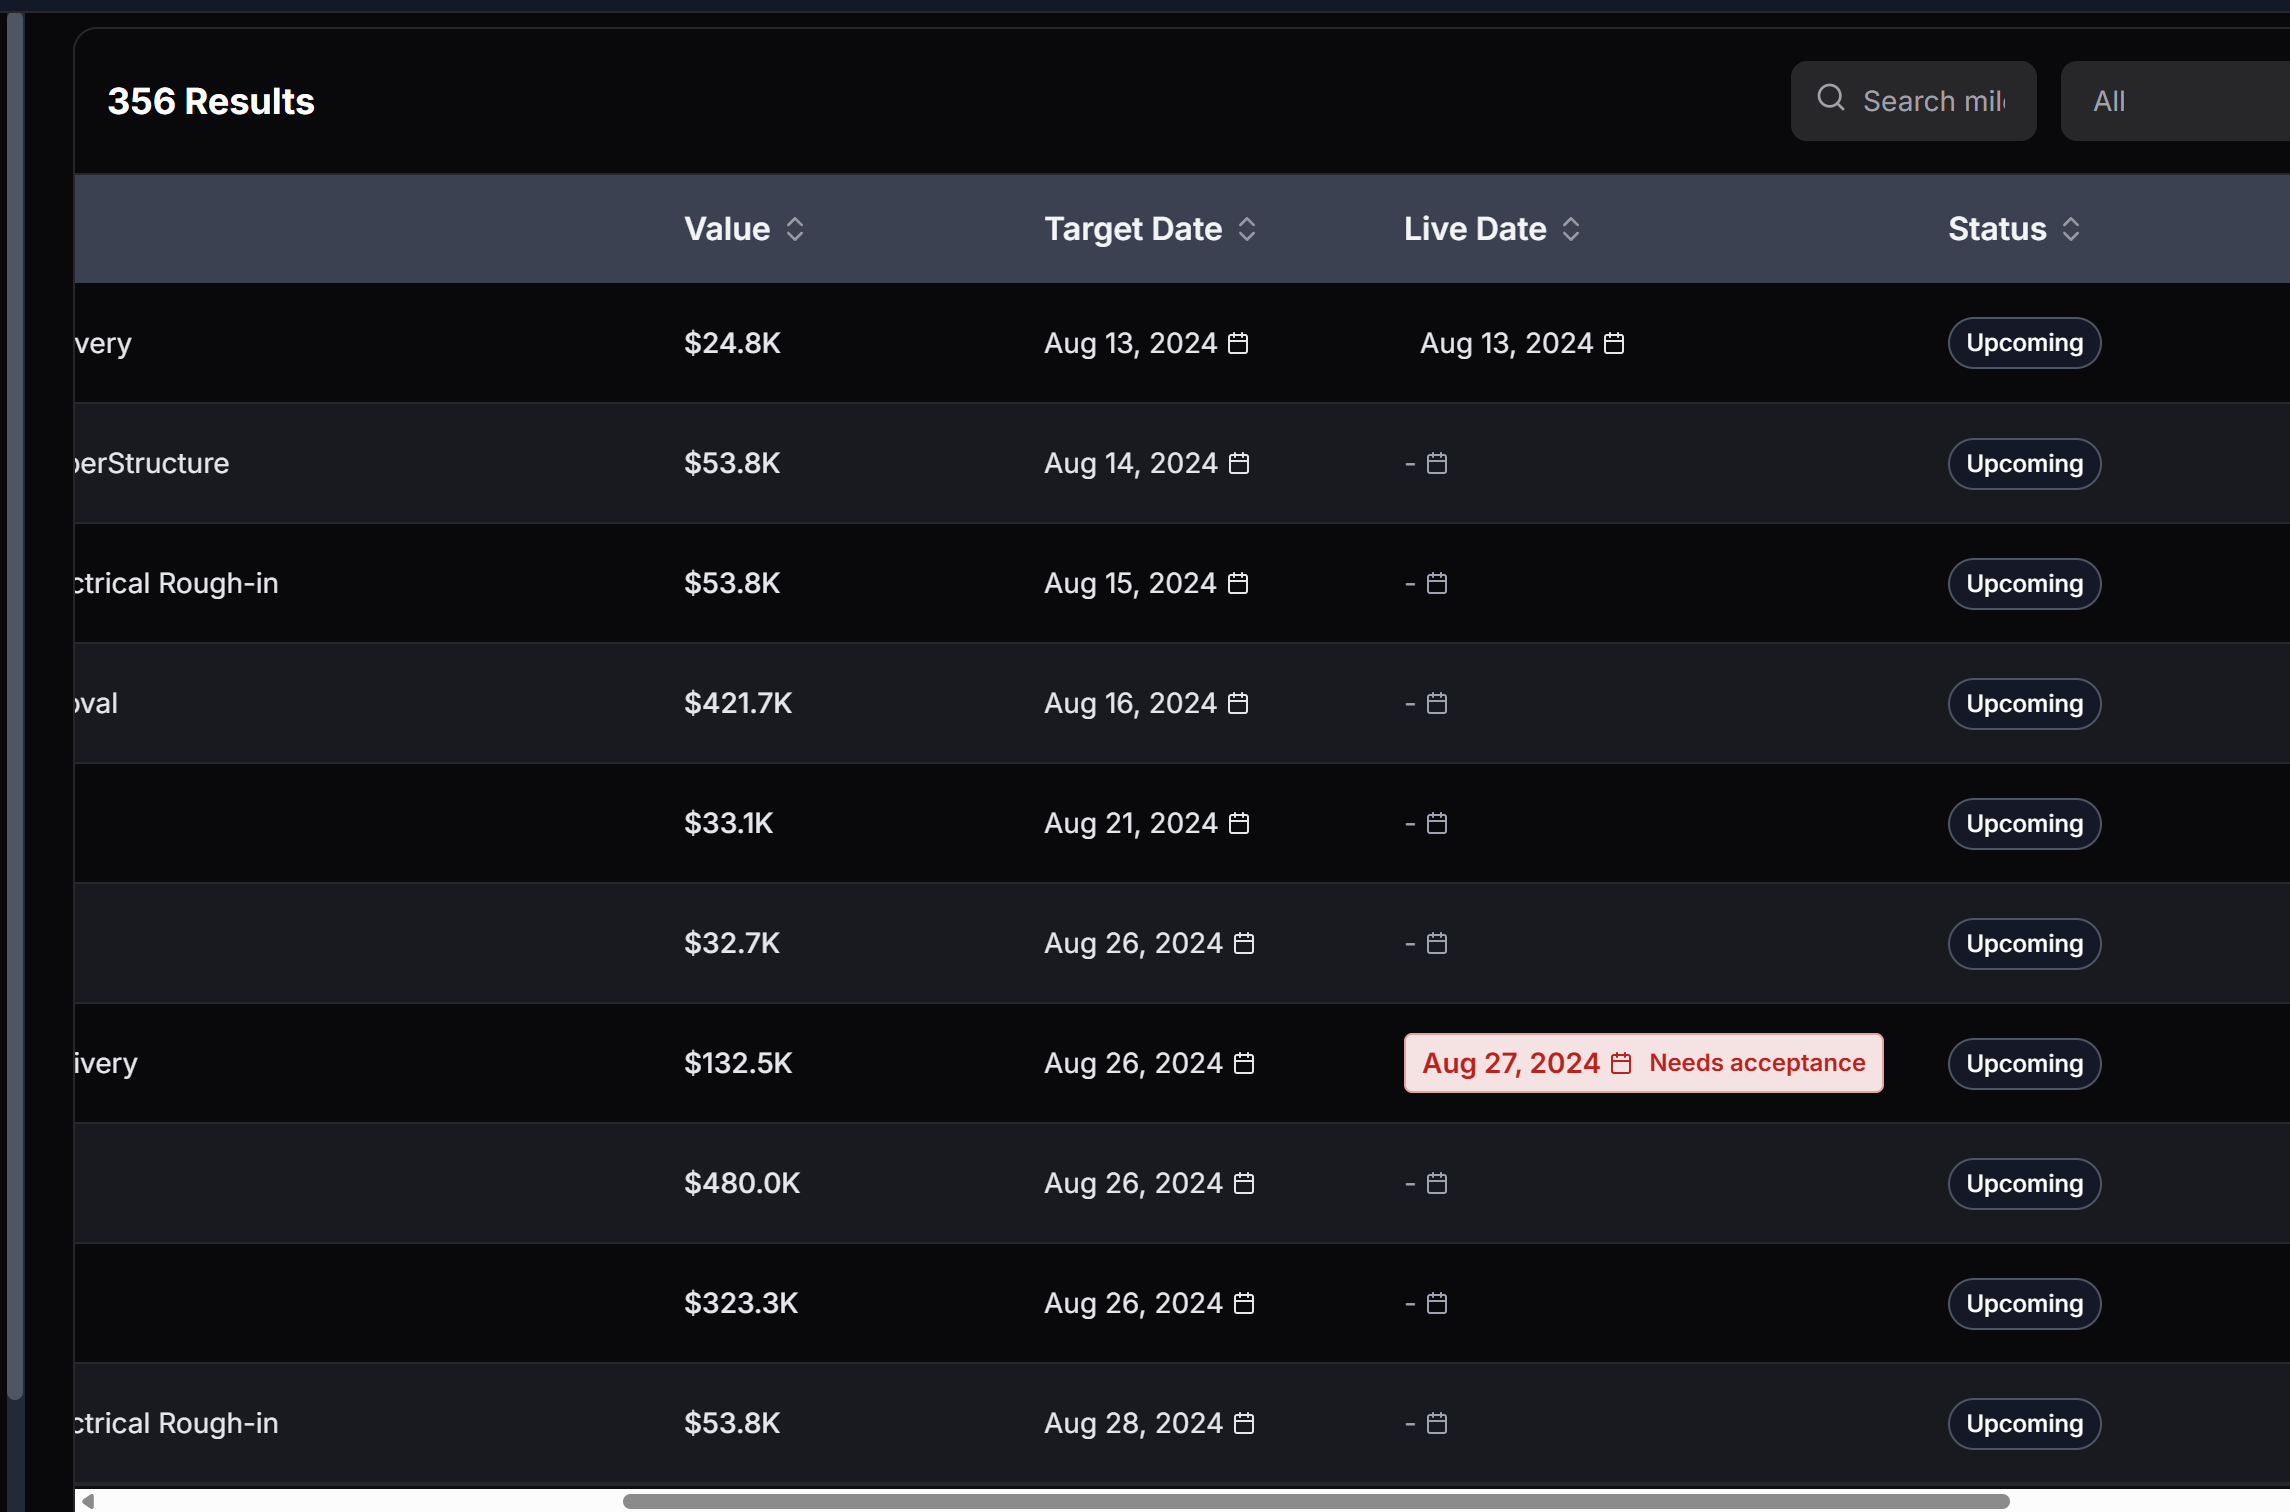 356 Results
Search mil
All
Value Target Date Live Date Status
very $24.8K Aug 13, 2024 Aug 13, 2024 Upcoming
perStructure $53.8K Aug 14, 2024 - Upcoming
ctrical Rough-in $53.8K Aug 15, 2024 - Upcoming
oval $421.7K Aug 16, 2024 - Upcoming
$33.1K Aug 21, 2024 - Upcoming
$32.7K Aug 26, 2024 - Upcoming
ivery $132.5K Aug 26, 2024 Aug 27, 2024 Needs acceptance Upcoming
$480.0K Aug 26, 2024 - Upcoming
$323.3K Aug 26, 2024 - Upcoming
ctrical Rough-in $53.8K Aug 28, 2024 - Upcoming